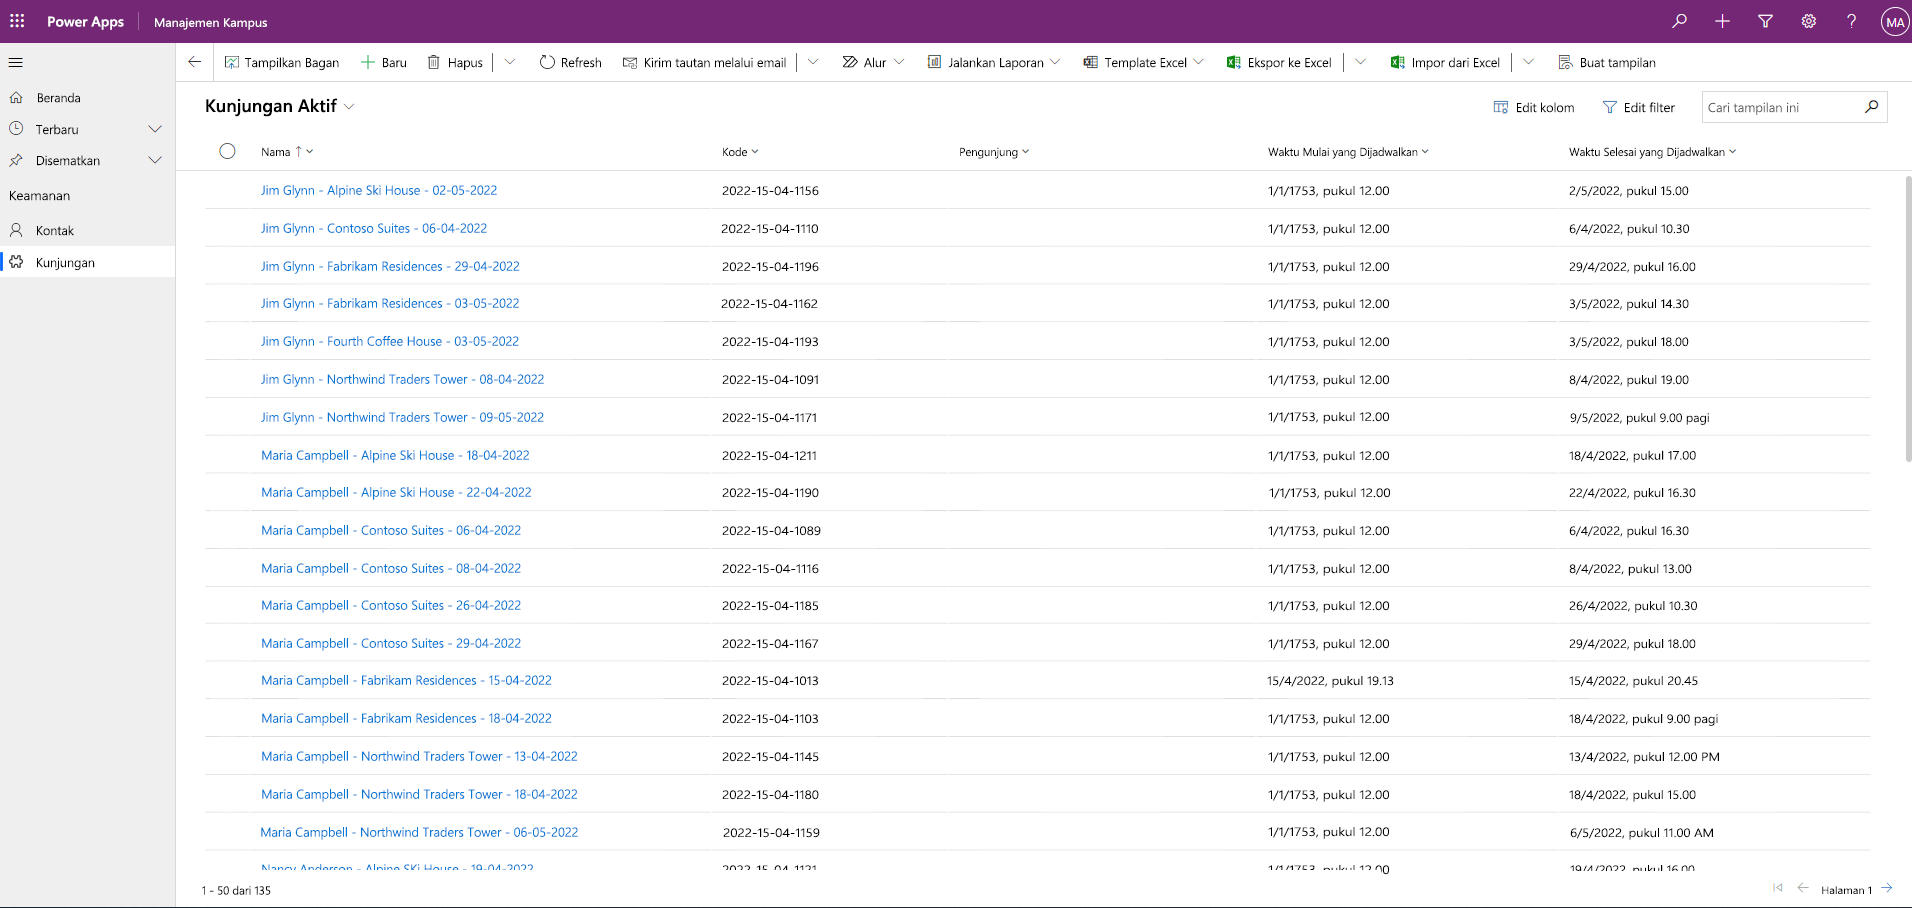 Power Apps Manajemen Kampus MA
Tampilkan Bagan Baru Hapus Refresh Kirim tautan melalui email Alur Jalankan Laporan Template Excel Ekspor ke Excel Impor dari Excel Buat tampilan
Beranda
Terbaru
Disematkan
Keamanan
Kontak
Kunjungan
Kunjungan Aktif Edit kolom Edit filter Cari tampilan ini
Nama Kode Pengunjung Waktu Mulai yang Dijadwalkan Waktu Selesai yang Dijadwalkan
Jim Glynn - Alpine Ski House - 02-05-2022 2022-15-04-1156 1/1/1753, pukul 12.00 2/5/2022, pukul 15.00
Jim Glynn - Contoso Suites - 06-04-2022 2022-15-04-1110 1/1/1753, pukul 12.00 6/4/2022, pukul 10.30
Jim Glynn - Fabrikam Residences - 29-04-2022 2022-15-04-1196 1/1/1753, pukul 12.00 29/4/2022, pukul 16.00
Jim Glynn - Fabrikam Residences - 03-05-2022 2022-15-04-1162 1/1/1753, pukul 12.00 3/5/2022, pukul 14.30
Jim Glynn - Fourth Coffee House - 03-05-2022 2022-15-04-1193 1/1/1753, pukul 12.00 3/5/2022, pukul 18.00
Jim Glynn - Northwind Traders Tower - 08-04-2022 2022-15-04-1091 1/1/1753, pukul 12.00 8/4/2022, pukul 19.00
Jim Glynn - Northwind Traders Tower - 09-05-2022 2022-15-04-1171 1/1/1753, pukul 12.00 9/5/2022, pukul 9.00 pagi
Maria Campbell - Alpine Ski House - 18-04-2022 2022-15-04-1211 1/1/1753, pukul 12.00 18/4/2022, pukul 17.00
Maria Campbell - Alpine Ski House - 22-04-2022 2022-15-04-1190 1/1/1753, pukul 12.00 22/4/2022, pukul 16.30
Maria Campbell - Contoso Suites - 06-04-2022 2022-15-04-1089 1/1/1753, pukul 12.00 6/4/2022, pukul 16.30
Maria Campbell - Contoso Suites - 08-04-2022 2022-15-04-1116 1/1/1753, pukul 12.00 8/4/2022, pukul 13.00
Maria Campbell - Contoso Suites - 26-04-2022 2022-15-04-1185 1/1/1753, pukul 12.00 26/4/2022, pukul 10.30
Maria Campbell - Contoso Suites - 29-04-2022 2022-15-04-1167 1/1/1753, pukul 12.00 29/4/2022, pukul 18.00
Maria Campbell - Fabrikam Residences - 15-04-2022 2022-15-04-1013 15/4/2022, pukul 19.13 15/4/2022, pukul 20.45
Maria Campbell - Fabrikam Residences - 18-04-2022 2022-15-04-1103 1/1/1753, pukul 12.00 18/4/2022, pukul 9.00 pagi
Maria Campbell - Northwind Traders Tower - 13-04-2022 2022-15-04-1145 1/1/1753, pukul 12.00 13/4/2022, pukul 12.00 PM
Maria Campbell - Northwind Traders Tower - 18-04-2022 2022-15-04-1180 1/1/1753, pukul 12.00 18/4/2022, pukul 15.00
Maria Campbell - Northwind Traders Tower - 06-05-2022 2022-15-04-1159 1/1/1753, pukul 12.00 6/5/2022, pukul 11.00 AM
Nancy Anderson - Alpine SKi House - 19-04-2022 2022-15-04-1121 1/1/1753, pukul 12.00 19/4/2022, pukul 16.00
1 - 50 dari 135 Halaman 1